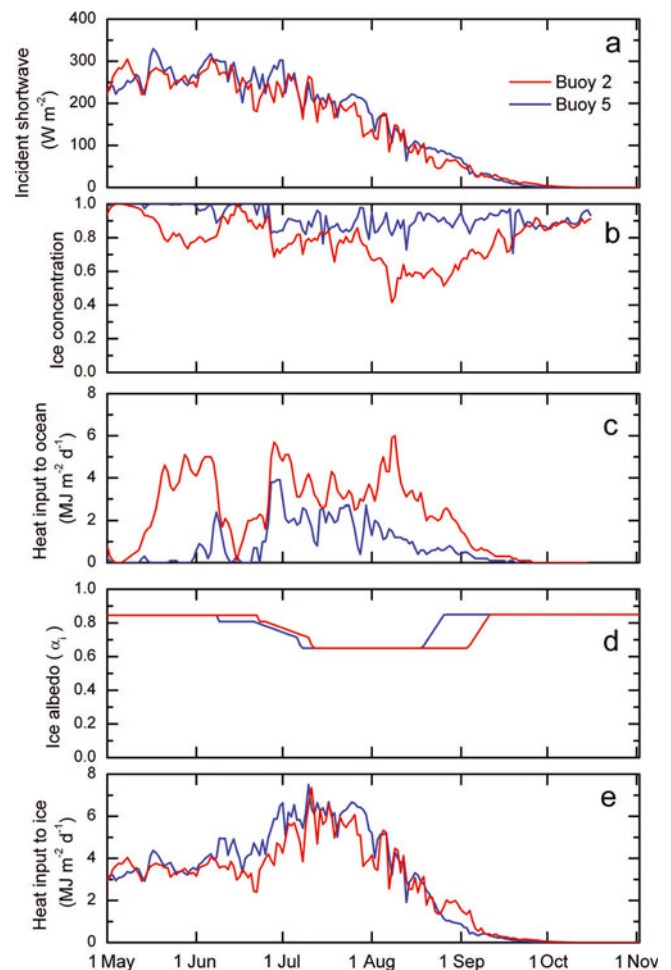 a
Buoy 2
Buoy 5
Incident shortwave
(W m-2)
400
300
200
100
0
b
Ice concentration
1.0
0.8
0.6
0.4
0.2
0.0
c
Heat input to ocean
(MJ m-2 d-1)
8
6
4
2
0
d
Ice albedo (αi)
1.0
0.8
0.6
0.4
0.2
0.0
e
Heat input to ice
(MJ m-2 d-1)
8
6
4
2
0
1 May 1 Jun 1 Jul 1 Aug 1 Sep 1Oct 1 Nov